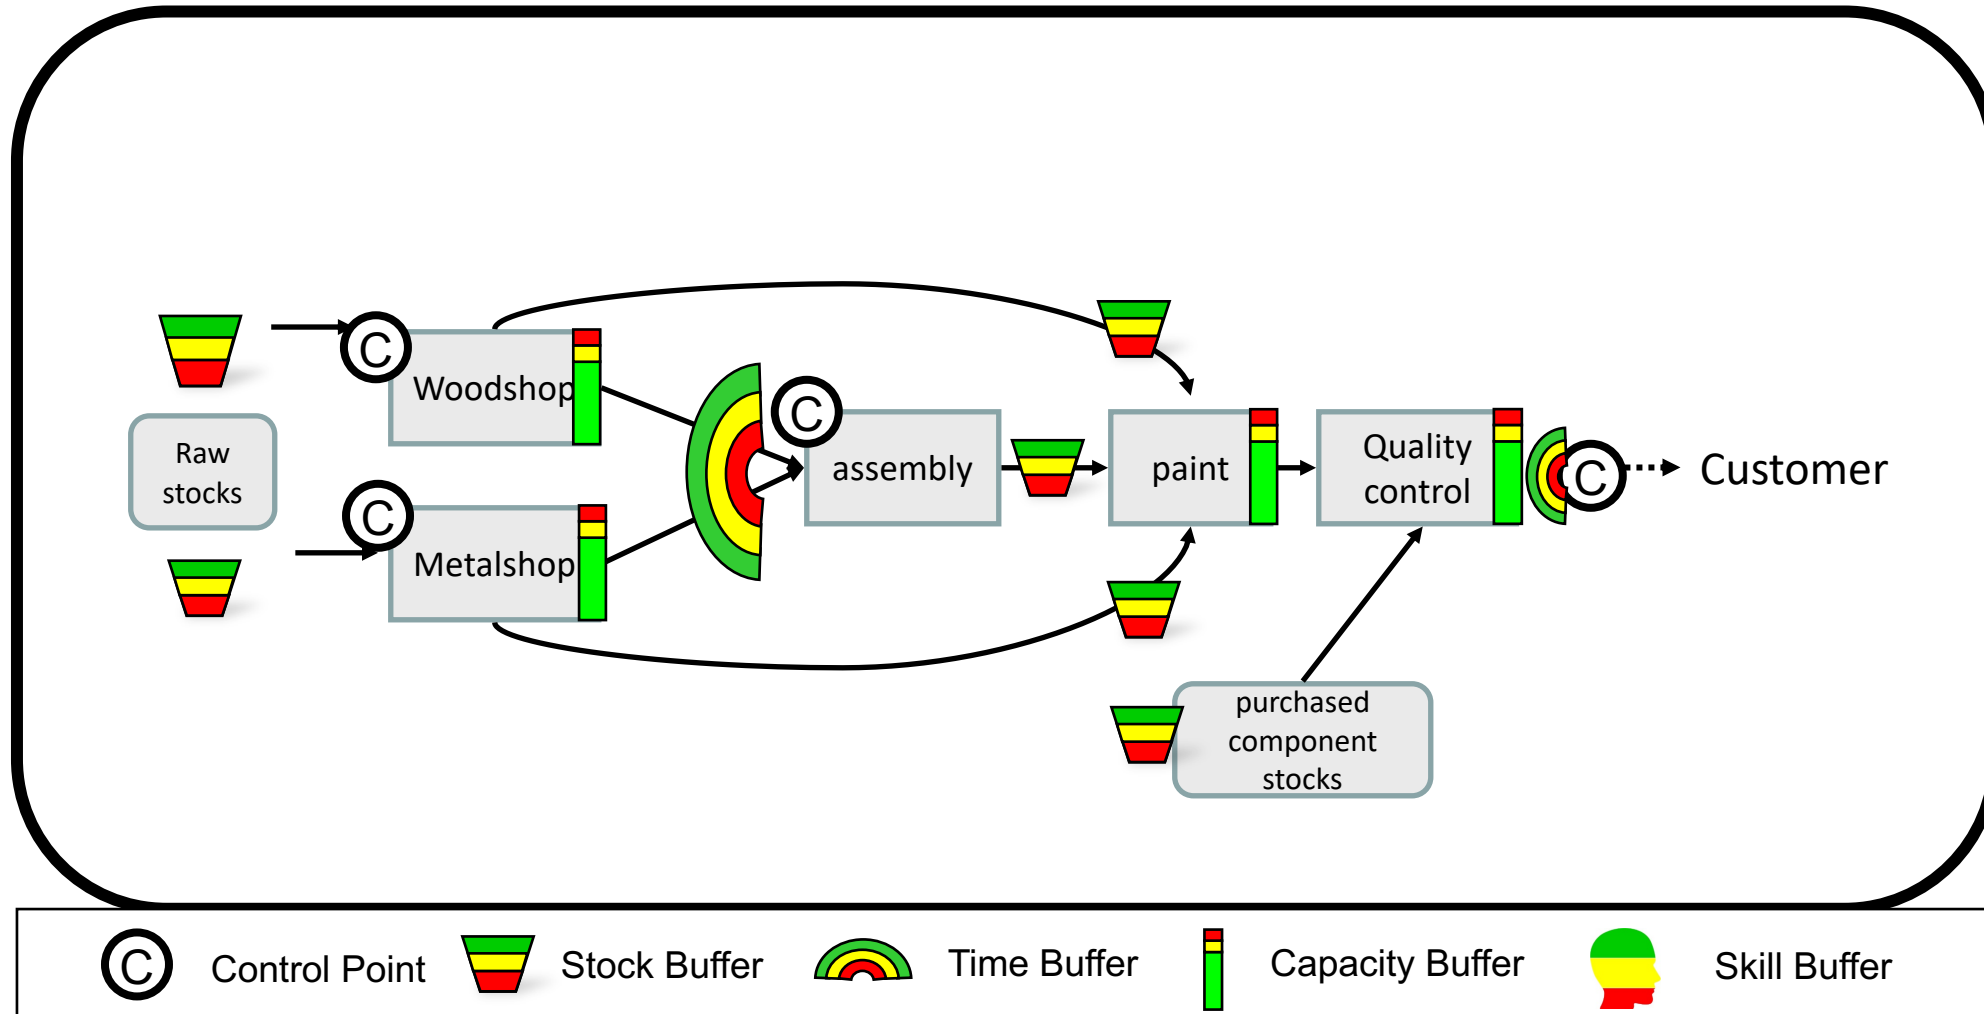 C
Woodshop
Raw
stocks
C
Metalshop
C
assembly
paint
Quality
control
C
Customer
purchased
component
stocks
C
Control Point
Stock Buffer
Time Buffer
Capacity Buffer
Skill Buffer